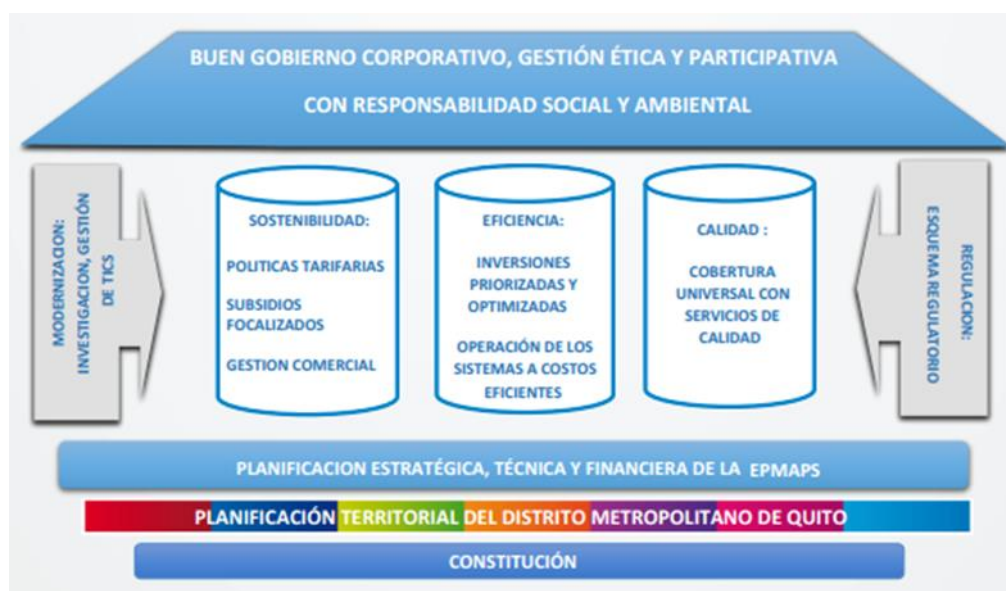 BUEN GOBIERNO CORPORATIVO, GESTIÓN ÉTICA Y PARTICIPATIVA
CON RESPONSABILIDAD SOCIAL Y AMBIENTAL
MODERNIZACION:
INVESTIGACION, GESTIÓN
DE TICS
SOSTENIBILIDAD:
POLITICAS TARIFARIAS
SUBSIDIOS
FOCALIZADOS
GESTION COMERCIAL
EFICIENCIA:
INVERSIONES
PRIORIZADAS Y
OPTIMIZADAS
OPERACIÓN DE LOS
SISTEMAS A COSTOS
EFICIENTES
CALIDAD :
COBERTURA
UNIVERSAL CON
SERVICIOS DE
CALIDAD
REGULACION:
ESQUEMA REGULATORIO
PLANIFICACION ESTRATÉGICA, TÉCNICA Y FINANCIERA DE LA EPMAPS
PLANIFICACIÓN TERRITORIAL DEL DISTRITO METROPOLITANO DE QUITO
CONSTITUCIÓN